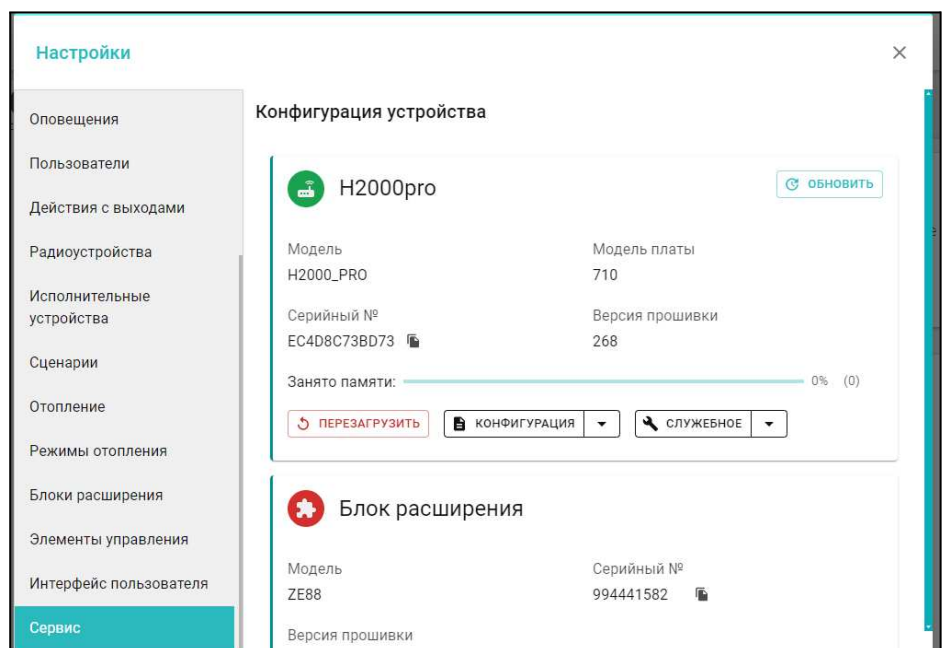 Настройки
Оповещения
Пользователи
Действия с выходами
Радиоустройства
Исполнительные
устройства
Сценарии
Отопление
Режимы отопления
Блоки расширения
Элементы управления
Интерфейс пользователя
Сервис
Конфигурация устройства
H2000pro
ОБНОВИТЬ
Модель
Модель платы
H2000_PRO
710
Серийный №
Версия прошивки
EC4D8C73BD73
268
Занято памяти:
0% (0)
ПЕРЕЗАГРУЗИТЬ
КОНФИГУРАЦИЯ
СЛУЖЕБНОЕ
Блок расширения
Модель
Серийный №
ZE88
994441582
Версия прошивки